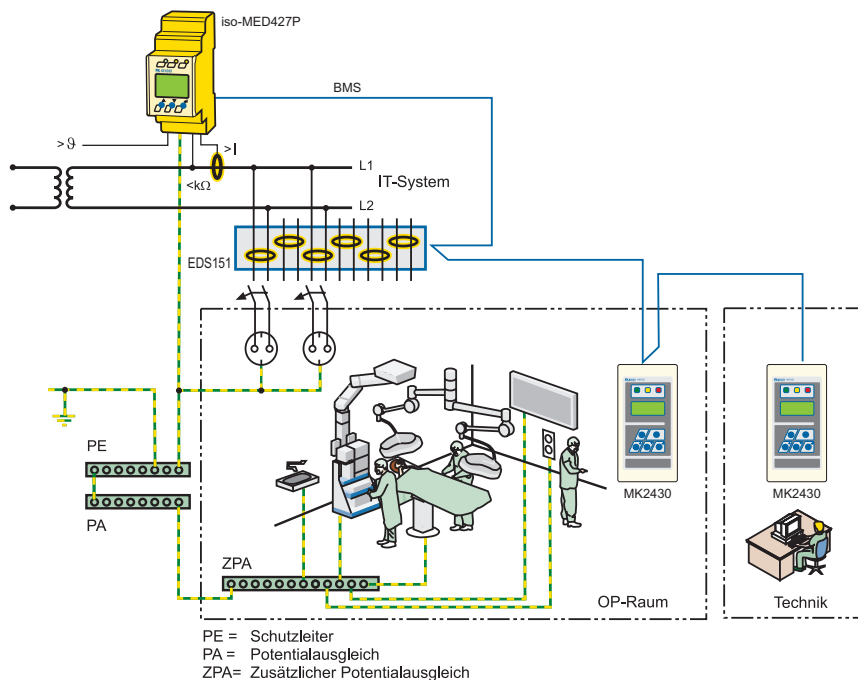 iso-MED427P
BMS
>ϑ
>I
<kΩ
L1
IT-System
L2
EDS151
PE
PA
MK2430
MK2430
ZPA
OP-Raum
Technik
PE = Schutzleiter
PA = Potentialausgleich
ZPA= Zusätzlicher Potentialausgleich